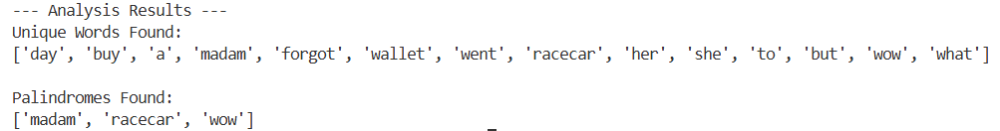 --- Analysis Results ---
Unique Words Found:
['day', 'buy', 'a', 'madam', 'forgot', 'wallet', 'went', 'racecar', 'her', 'she', 'to', 'but', 'wow', 'what']
Palindromes Found:
['madam', 'racecar', 'wow']